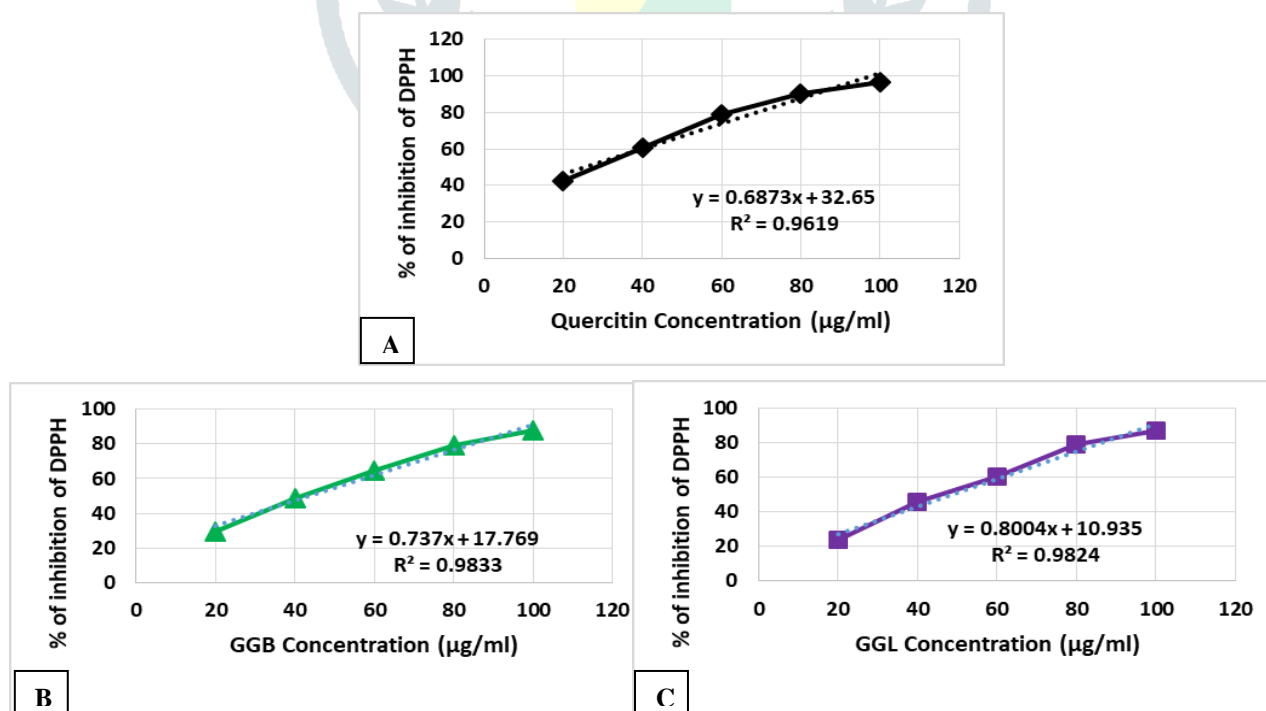 120
100
80
60
40
20
0
% of inhibition of DPPH
y = 0.6873x + 32.65
R² = 0.9619
0 20 40 60 80 100 120
Quercitin Concentration (µg/ml)
A
100
80
60
40
20
0
% of inhibition of DPPH
y = 0.737x + 17.769
R² = 0.9833
0 20 40 60 80 100 120
GGB Concentration (µg/ml)
B
100
80
60
40
20
0
% of inhibition of DPPH
y = 0.8004x + 10.935
R² = 0.9824
0 20 40 60 80 100 120
GGL Concentration (µg/ml)
C